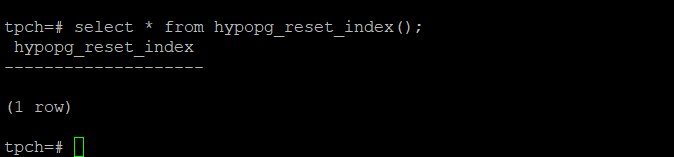 tpch=# select * from hypopg_reset_index();
 hypopg_reset_index
--------------------

(1 row)

tpch=#